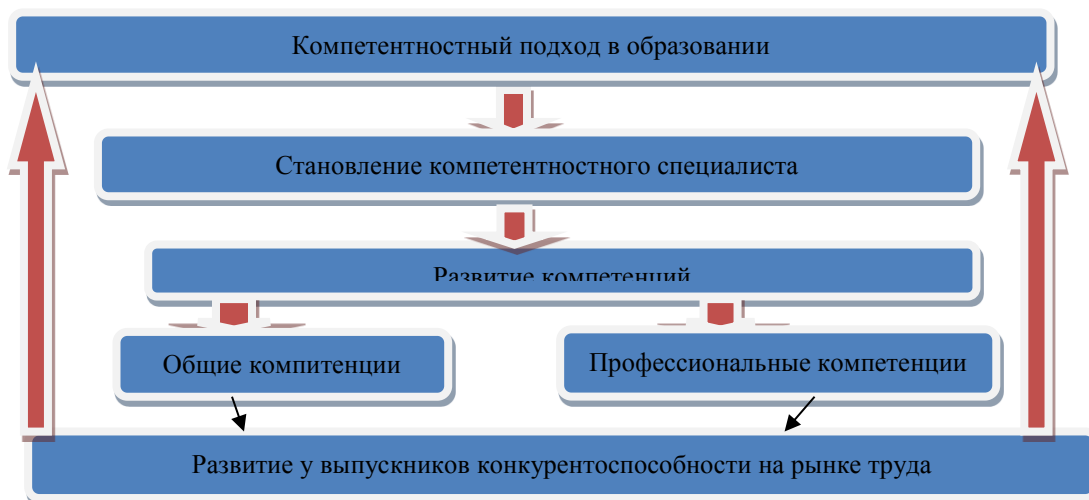 Компетентностный подход в образовании
Становление компетентностного специалиста
Развитие компетенций
Общие компитенции
Профессиональные компетенции
Развитие у выпускников конкурентоспособности на рынке труда